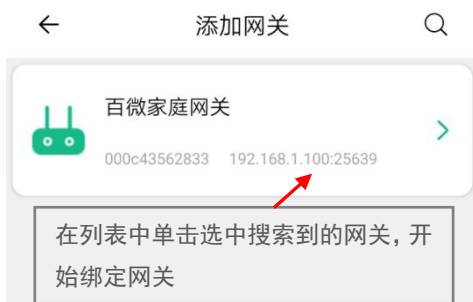 添加网关
百微家庭网关
000c43562833 192.168.1.100:25639
在列表中单击选中搜索到的网关，开
始绑定网关